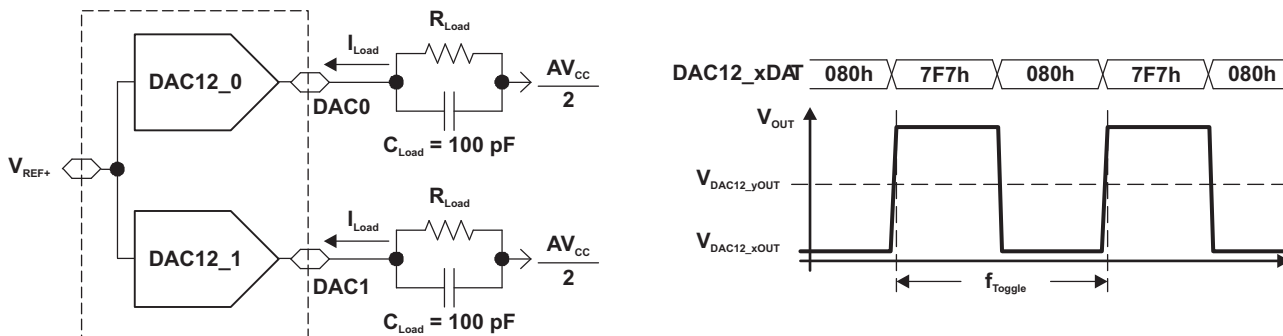 R_Load
I_Load
DAC12_0
DAC0
AV_CC
2
C_Load = 100 pF
V_REF+
R_Load
I_Load
DAC12_1
DAC1
AV_CC
2
C_Load = 100 pF
DAC12_xDAT 080h 7F7h 080h 7F7h 080h
V_OUT
V_DAC12_yOUT
V_DAC12_xOUT
f_Toggle